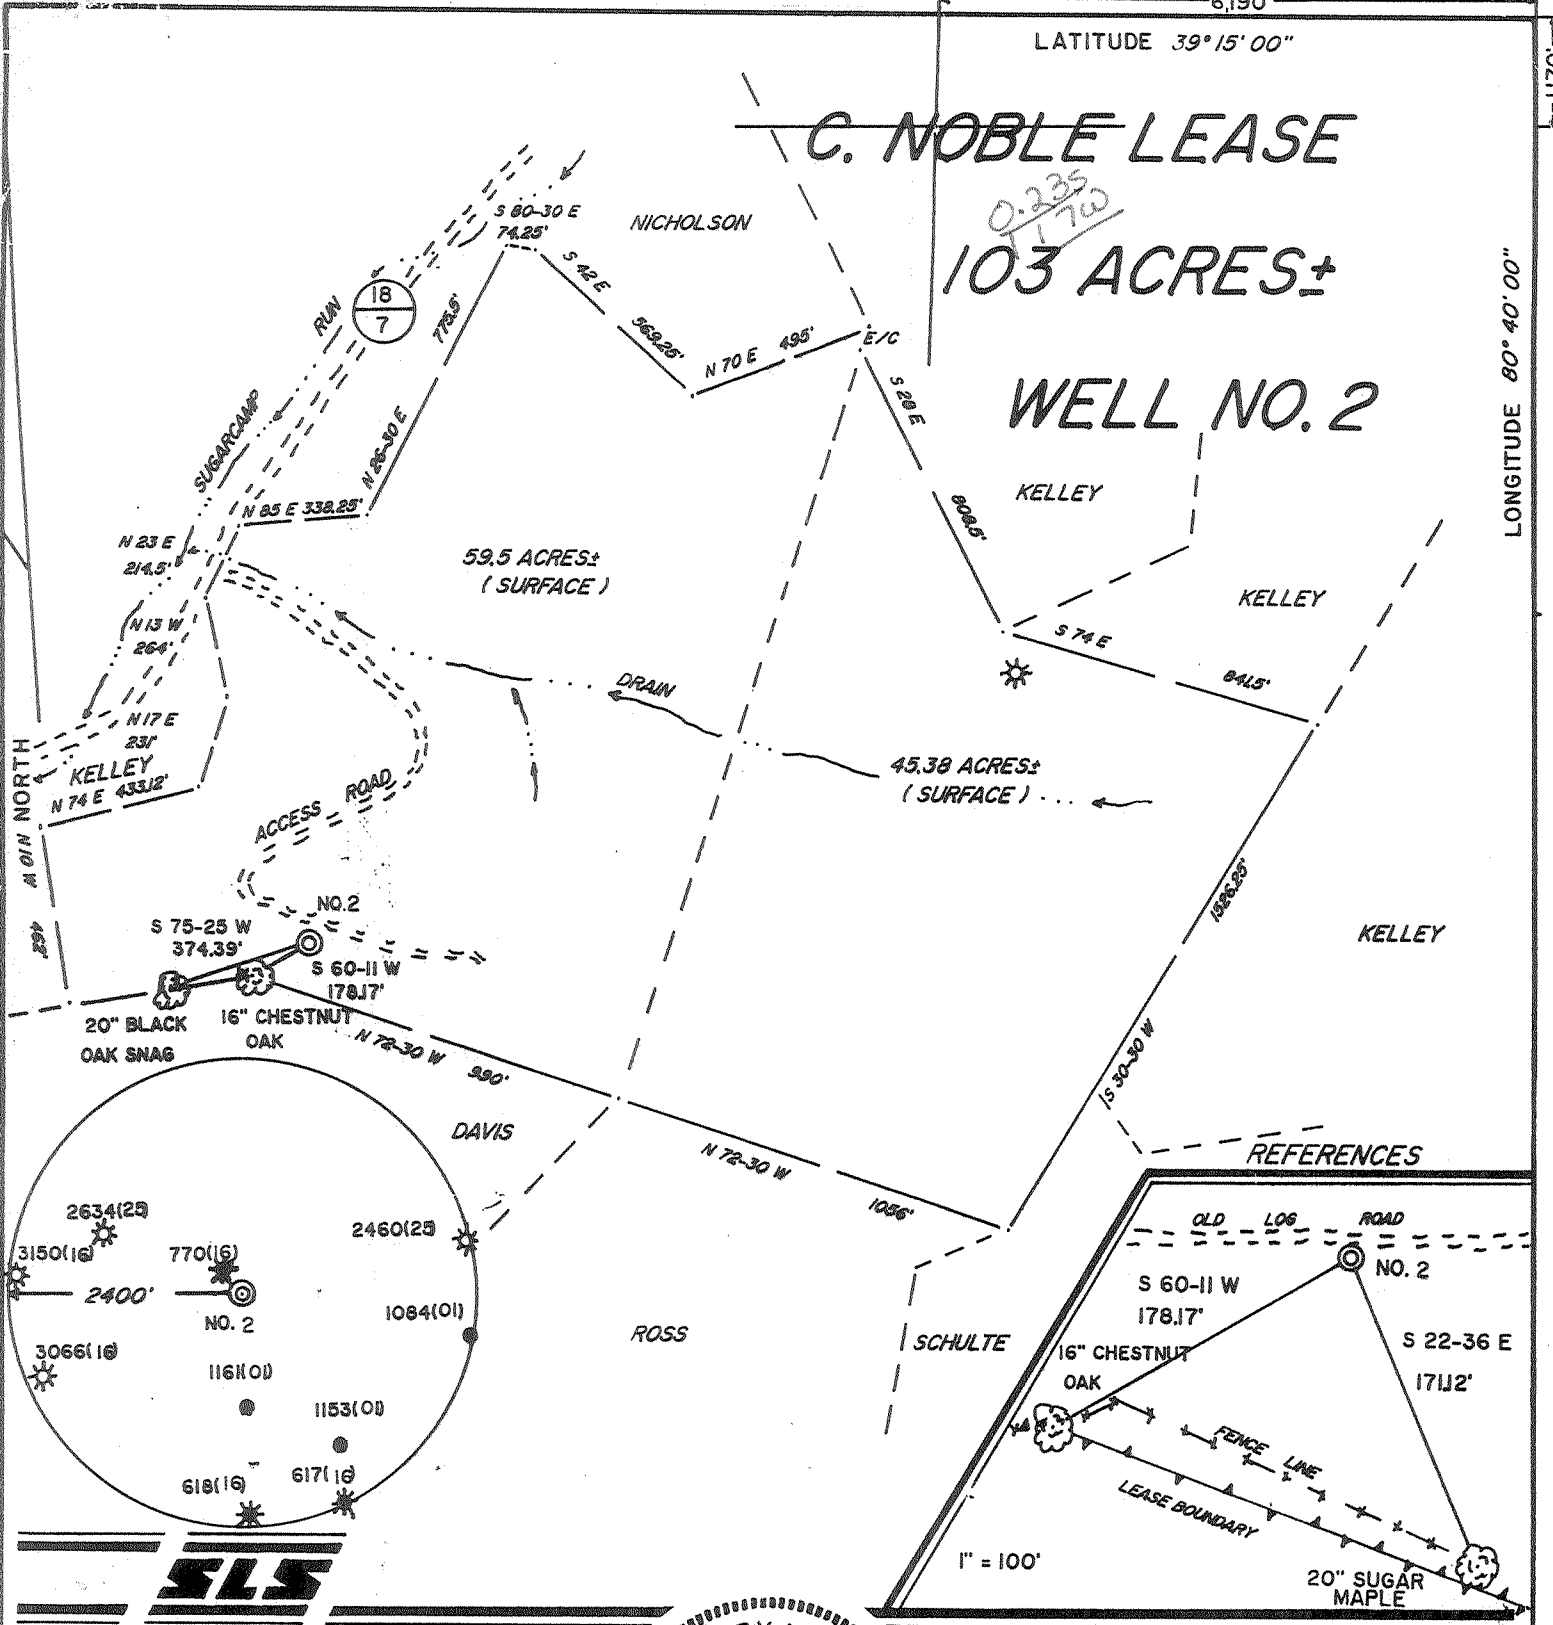 6,190'
LATITUDE 39° 15' 00"
C. NOBLE LEASE
0.23S
1.17W
103 ACRES±
WELL NO. 2
LONGITUDE 80° 40' 00"
NICHOLSON
S 80-30 E
74.25'
S 42 E
569.25'
N 70 E 495'
E/C
18
7
RUN
SUGARCAMP
775.5'
N 26-30 E
N 85 E 338.25'
S 28 E
808.5'
KELLEY
N 23 E
214.5'
59.5 ACRES±
( SURFACE )
KELLEY
N 13 W
264'
S 74 E
841.5'
DRAIN
N 17 E
231'
KELLEY
N 74 E 433.12'
NORTH
N 10 W
462'
45.38 ACRES±
( SURFACE )
ACCESS ROAD
1526.25'
S 30-30 W
KELLEY
NO. 2
S 75-25 W
374.39'
S 60-11 W
178.17'
20" BLACK
OAK SNAG
16" CHESTNUT
OAK
N 72-30 W 990'
DAVIS
N 72-30 W
1056'
ROSS
SCHULTE
2634(25)
3150(16)
770(16)
2460(25)
2400'
NO. 2
1084(01)
3066(16)
1161(01)
1153(01)
618(16)
617(16)
SLS
REFERENCES
OLD LOG ROAD
NO. 2
S 60-11 W
178.17'
S 22-36 E
171.12'
16" CHESTNUT
OAK
FENCE LINE
LEASE BOUNDARY
1" = 100'
20" SUGAR
MAPLE